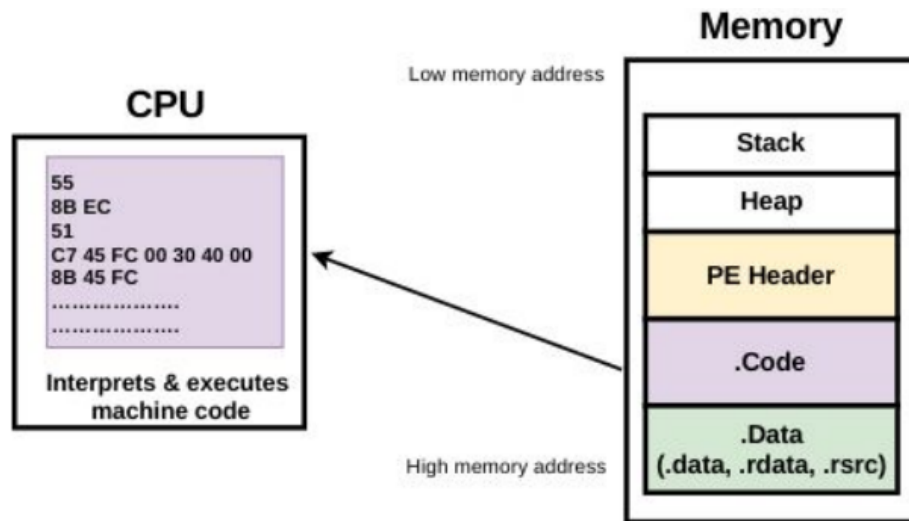 Memory
Low memory address
CPU
Stack
55
8B EC
51
C7 45 FC 00 30 40 00
8B 45 FC
...................
...................
Heap
PE Header
.Code
Interprets & executes
machine code
.Data
(.data, .rdata, .rsrc)
High memory address